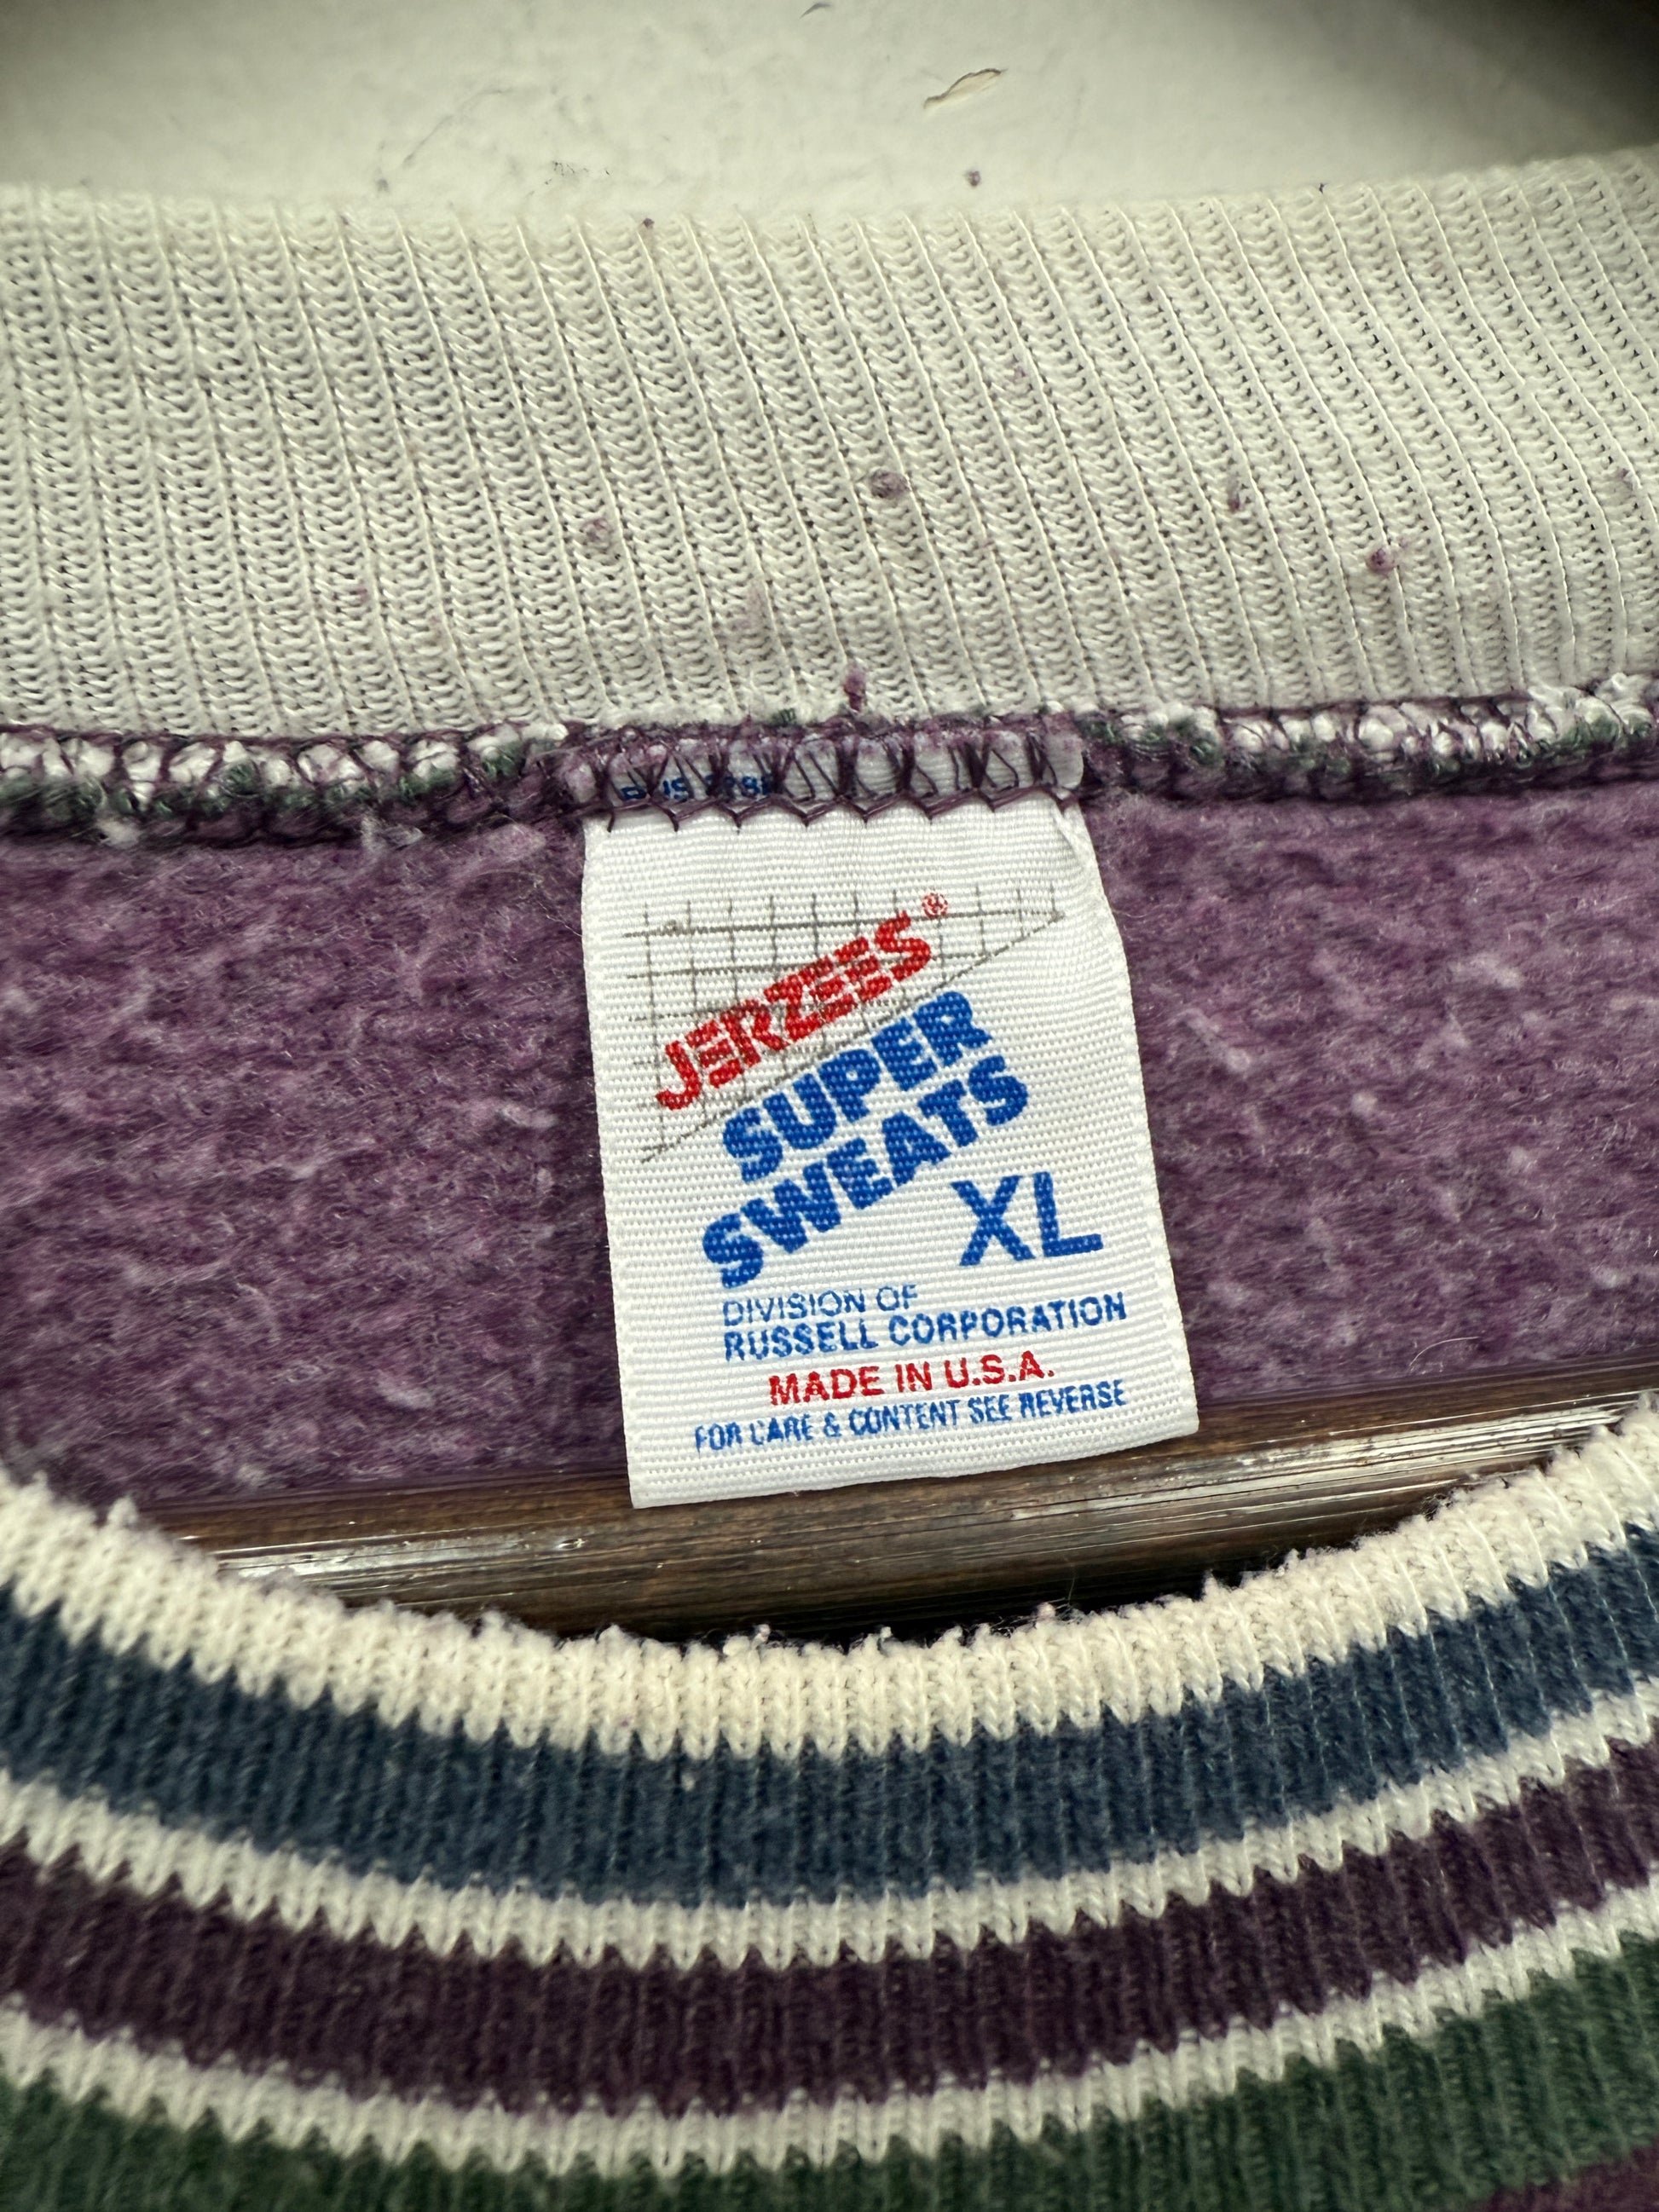 JERZEES®
SUPER
SWEATS
XL
DIVISION OF
RUSSELL CORPORATION
MADE IN U.S.A.
FOR CARE & CONTENT SEE REVERSE